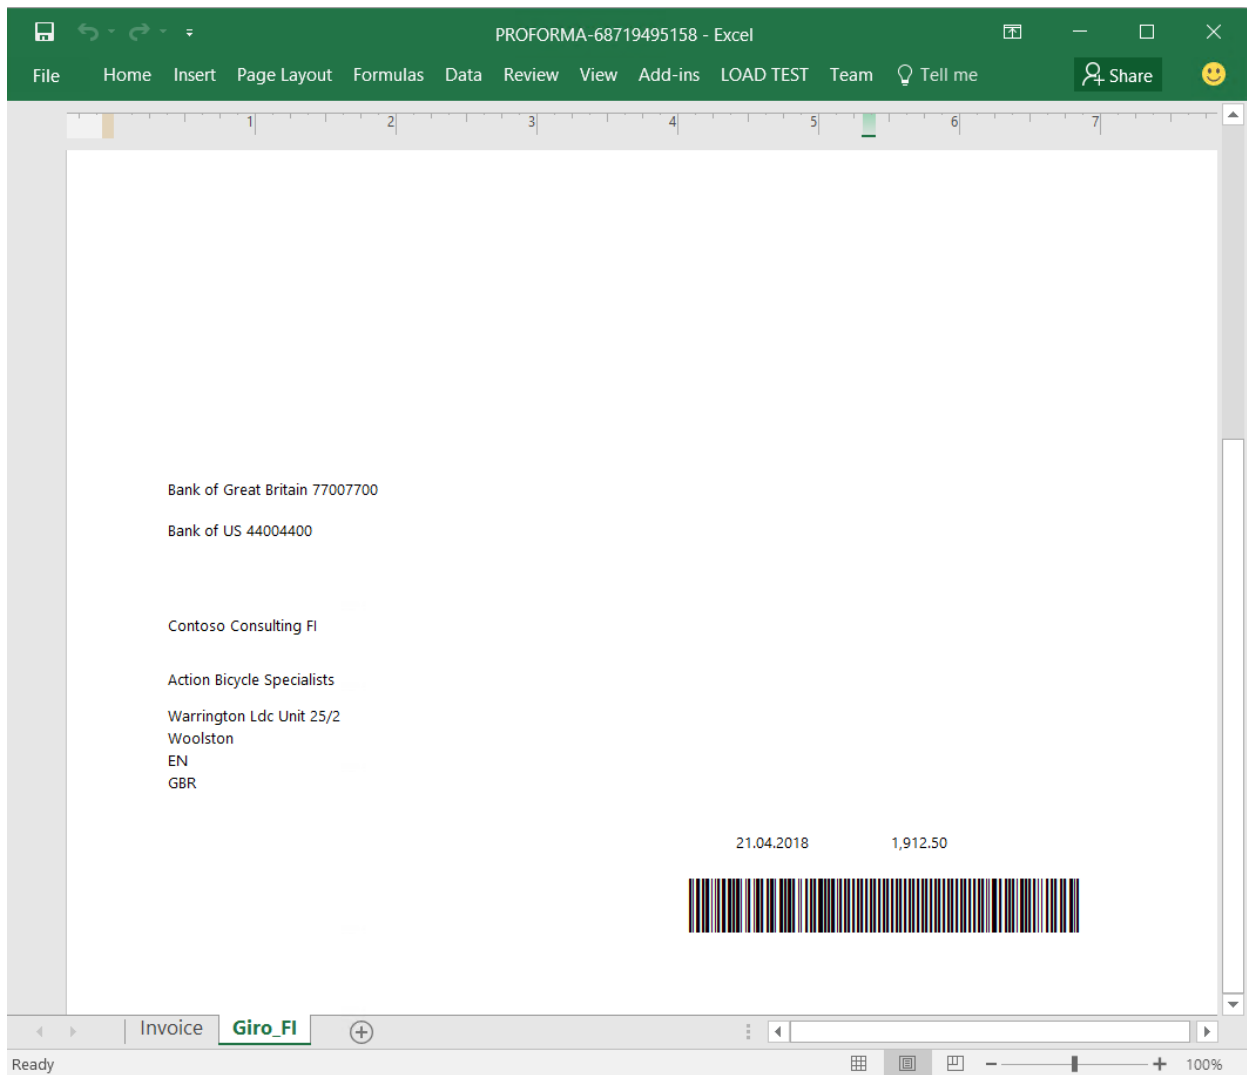 PROFORMA-68719495158 - Excel
File Home Insert Page Layout Formulas Data Review View Add-ins LOAD TEST Team Tell me Share
1 2 3 4 5 6 7
Bank of Great Britain 77007700
Bank of US 44004400
Contoso Consulting FI
Action Bicycle Specialists
Warrington Ldc Unit 25/2
Woolston
EN
GBR
21.04.2018 1,912.50
Invoice Giro_FI
Ready 100%